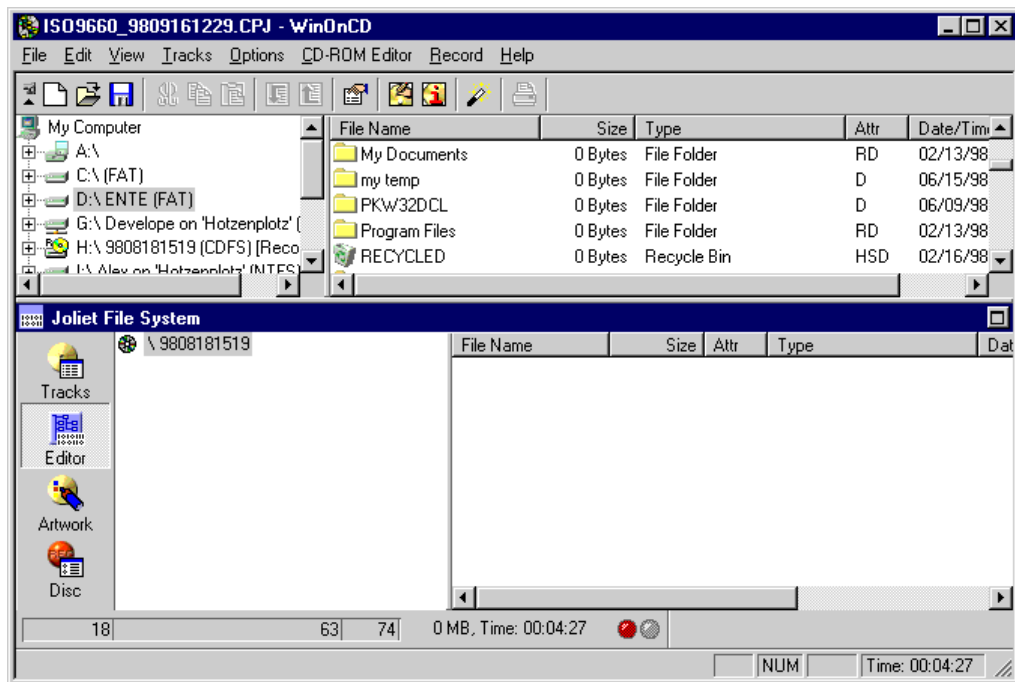 ISO9660_9809161229.CPJ - WinOnCD
File Edit View Tracks Options CD-ROM Editor Record Help
My Computer
A:\
C:\ (FAT)
D:\ ENTE (FAT)
G:\ Develope on 'Hotzenplotz' (
H:\ 9808181519 (CDFS) [Reco
I:\ Alex on 'Hotzenplotz' (NTFS)
File Name Size Type Attr Date/Tim
My Documents 0 Bytes File Folder RD 02/13/98
my temp 0 Bytes File Folder D 06/15/98
PKW32DCL 0 Bytes File Folder D 06/09/98
Program Files 0 Bytes File Folder RD 02/13/98
RECYCLED 0 Bytes Recycle Bin HSD 02/16/98
Joliet File System
Tracks
Editor
Artwork
Disc
\ 9808181519
File Name Size Attr Type Dat
18 63 74 0 MB, Time: 00:04:27
NUM Time: 00:04:27